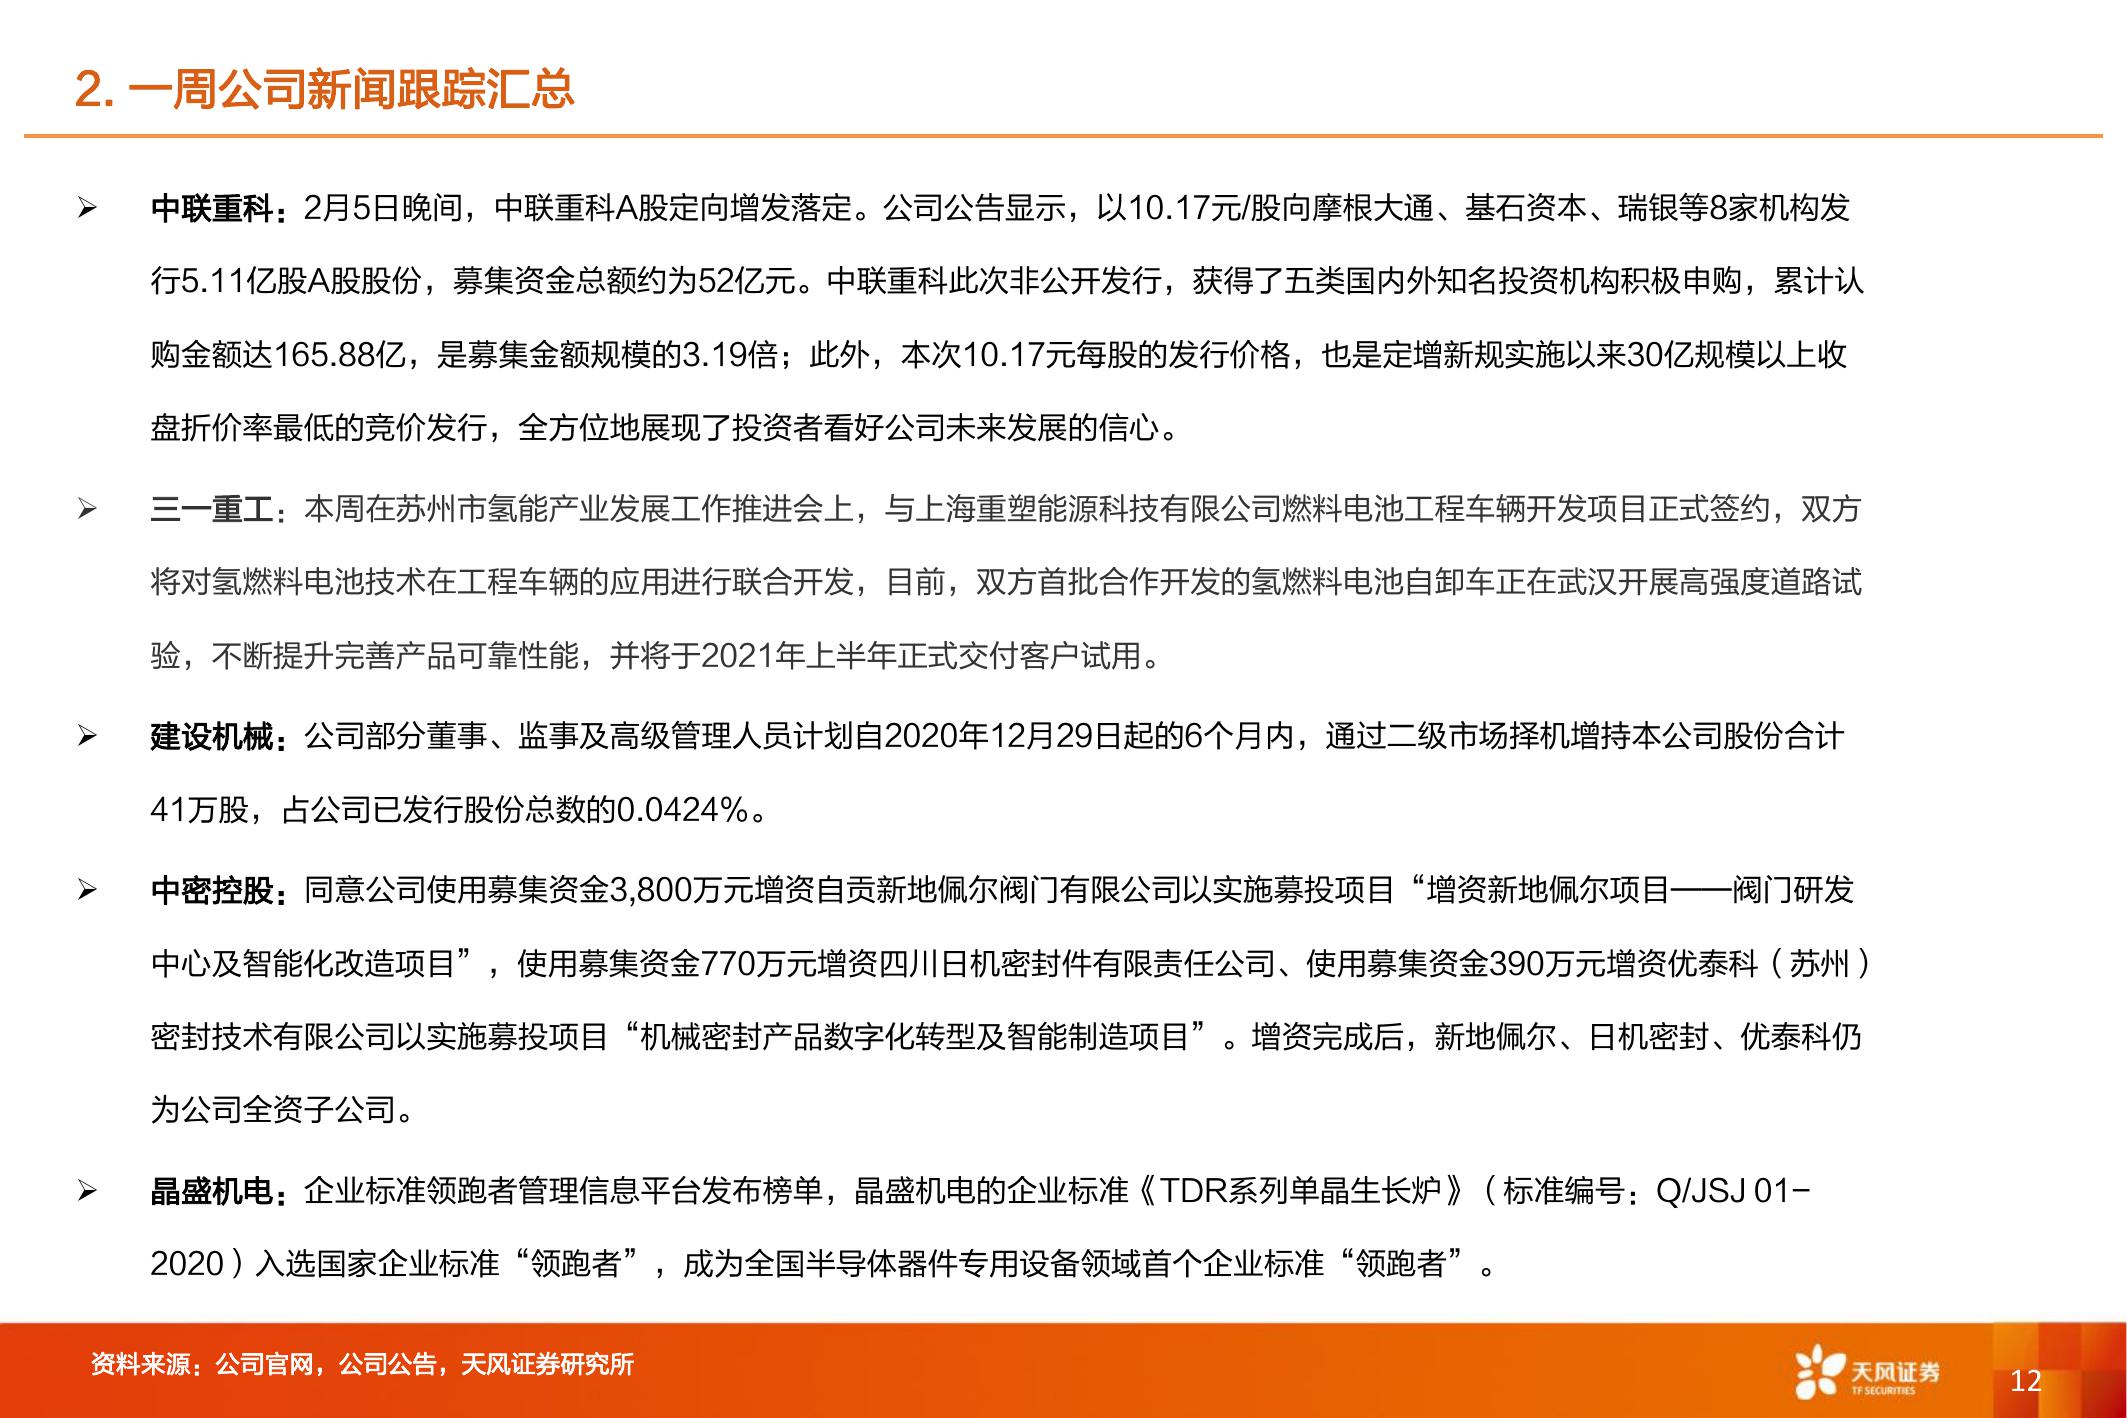 2. 一周公司新闻跟踪汇总
➢ 中联重科：2月5日晚间，中联重科A股定向增发落定。公司公告显示，以10.17元/股向摩根大通、基石资本、瑞银等8家机构发
行5.11亿股A股股份，募集资金总额约为52亿元。中联重科此次非公开发行，获得了五类国内外知名投资机构积极申购，累计认
购金额达165.88亿，是募集金额规模的3.19倍；此外，本次10.17元每股的发行价格，也是定增新规实施以来30亿规模以上收
盘折价率最低的竞价发行，全方位地展现了投资者看好公司未来发展的信心。
➢ 三一重工：本周在苏州市氢能产业发展工作推进会上，与上海重塑能源科技有限公司燃料电池工程车辆开发项目正式签约，双方
将对氢燃料电池技术在工程车辆的应用进行联合开发，目前，双方首批合作开发的氢燃料电池自卸车正在武汉开展高强度道路试
验，不断提升完善产品可靠性能，并将于2021年上半年正式交付客户试用。
➢ 建设机械：公司部分董事、监事及高级管理人员计划自2020年12月29日起的6个月内，通过二级市场择机增持本公司股份合计
41万股，占公司已发行股份总数的0.0424%。
➢ 中密控股：同意公司使用募集资金3,800万元增资自贡新地佩尔阀门有限公司以实施募投项目“增资新地佩尔项目——阀门研发
中心及智能化改造项目”，使用募集资金770万元增资四川日机密封件有限责任公司、使用募集资金390万元增资优泰科（苏州）
密封技术有限公司以实施募投项目“机械密封产品数字化转型及智能制造项目”。增资完成后，新地佩尔、日机密封、优泰科仍
为公司全资子公司。
➢ 晶盛机电：企业标准领跑者管理信息平台发布榜单，晶盛机电的企业标准《TDR系列单晶生长炉》（标准编号：Q/JSJ 01-
2020）入选国家企业标准“领跑者”，成为全国半导体器件专用设备领域首个企业标准“领跑者”。
资料来源：公司官网，公司公告，天风证券研究所
天风证券
TF SECURITIES
12